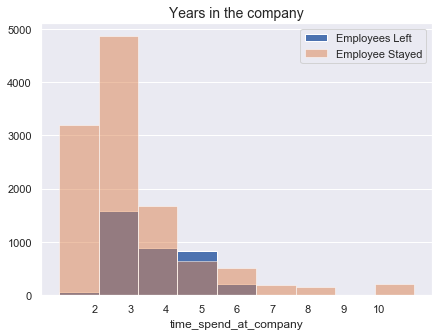 Years in the company
Employees Left
Employee Stayed
5000
4000
3000
2000
1000
0
2 3 4 5 6 7 8 9 10
time_spend_at_company